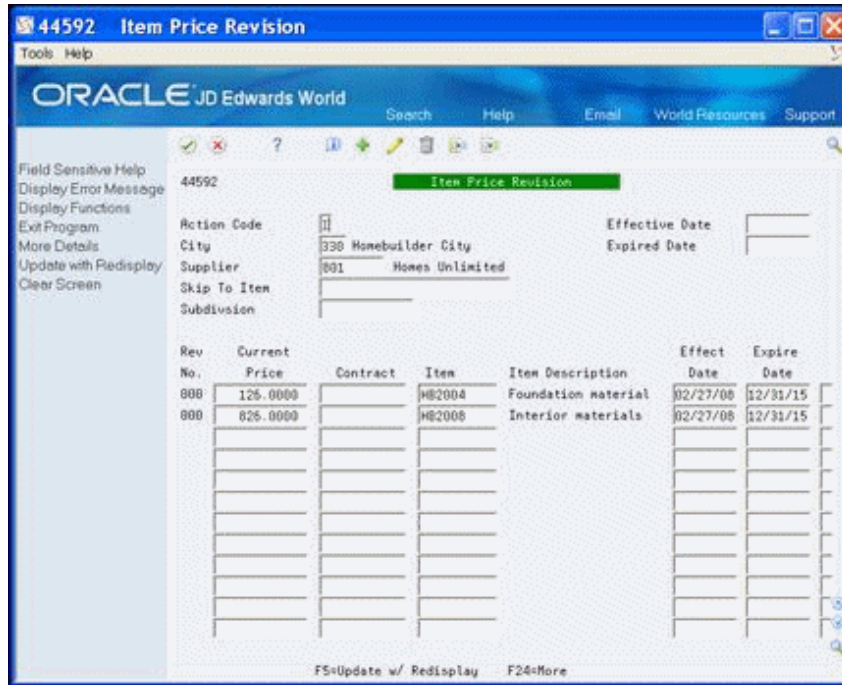 44592 Item Price Revision
Tools Help
ORACLE JD Edwards World
Search Help Email World Resources Support
Field Sensitive Help
Display Error Message
Display Functions
Exit Program
More Details
Update with Redisplay
Clear Screen
44592 Item Price Revision
Action Code I Effective Date
City 330 Homebuilder City Expired Date
Supplier 801 Homes Unlimited
Skip To Item
Subdivsion
Rev Current Effect Expire
No. Price Contract Item Item Description Date Date
000 126.0000 HB2004 Foundation material 02/27/08 12/31/15
000 826.0000 HB2008 Interior materials 02/27/08 12/31/15
F5=Update w/ Redisplay F24=More